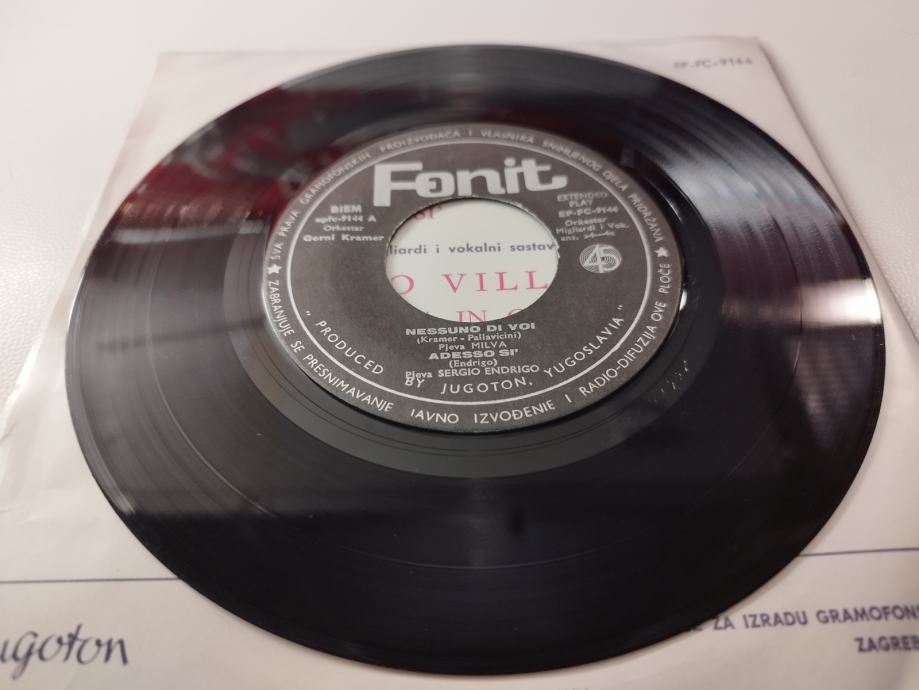 EP-FC-9144
SVA PRAVA GRAMOFONSKIH PROIZVOĐAČA I VLASNIKA SNIMLJENOG DJELA PRIDRŽANA ★ ZABRANJUJE SE PRESNIMAVANJE JAVNO IZVOĐENJE I RADIO-DIFUZIJA OVE PLOČE ★
Fonit
BIEM
epfc-9144 A
Orkestar
Gorni Kramer
EXTENDED
PLAY
EP-FC-9144
Orkestar
Migliardi i Vok.
45
SI'
liardi i vokalni sastav
O VILL
IN
NESSUNO DI VOI
(Kramer - Pallavicini)
Pjeva MILVA
ADESSO SI'
(Endrigo)
Pjeva SERGIO ENDRIGO
" PRODUCED BY JUGOTON, YUGOSLAVIA "
ugoton
ZA IZRADU GRAMOFON
ZAGREB